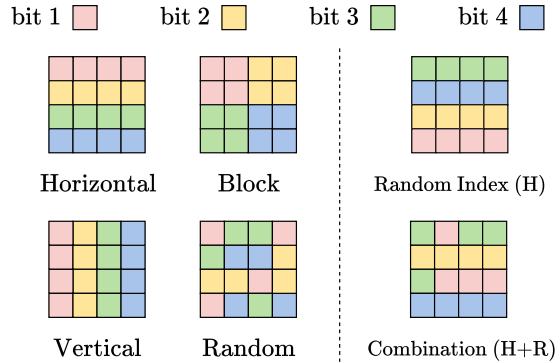 bit 1 bit 2 bit 3 bit 4
Horizontal Block Random Index (H)
Vertical Random Combination (H+R)